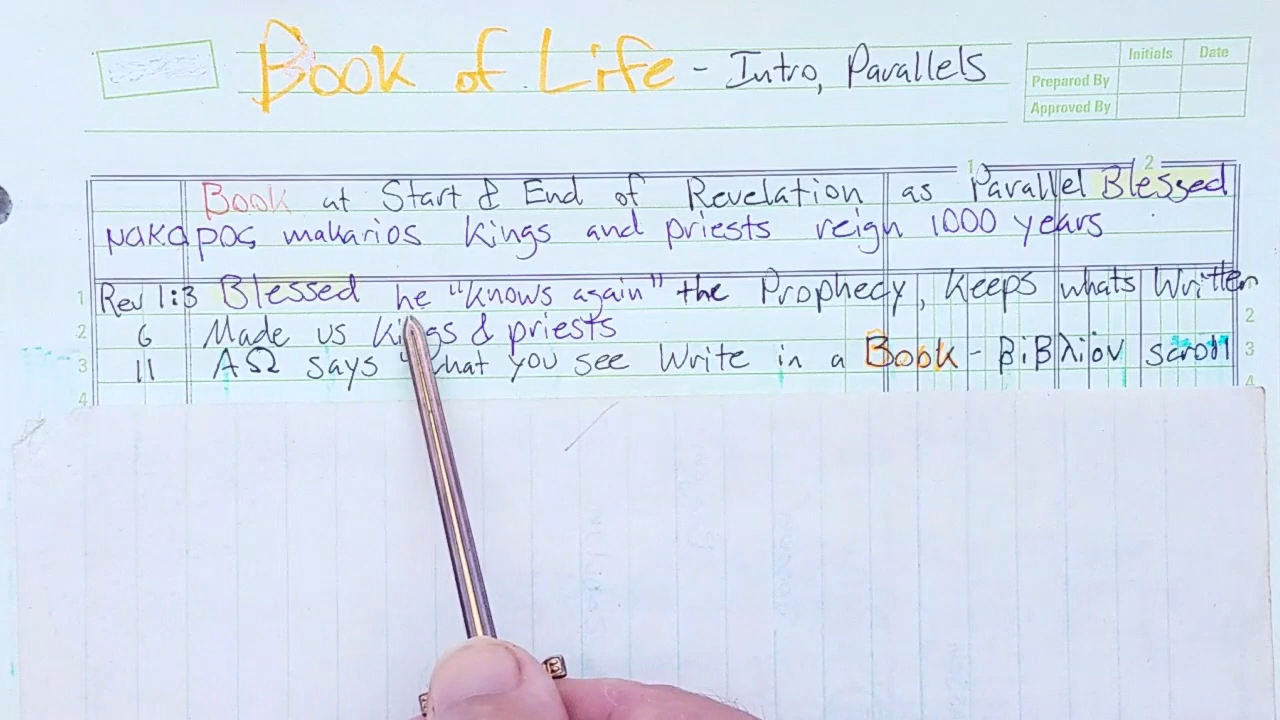 Book of Life - Intro, Parallels
Initials Date
Prepared By
Approved By
1 2
Book at Start & End of Revelation as Parallel Blessed
μακαρος makarios kings and priests reign 1000 years
1 Rev 1:3 Blessed he "knows again" the Prophecy, keeps whats Written
2 6 Made us kings & priests 2
3 11 ΑΩ says "what you see Write in a Book - βιβλιον scroll 3
4 4